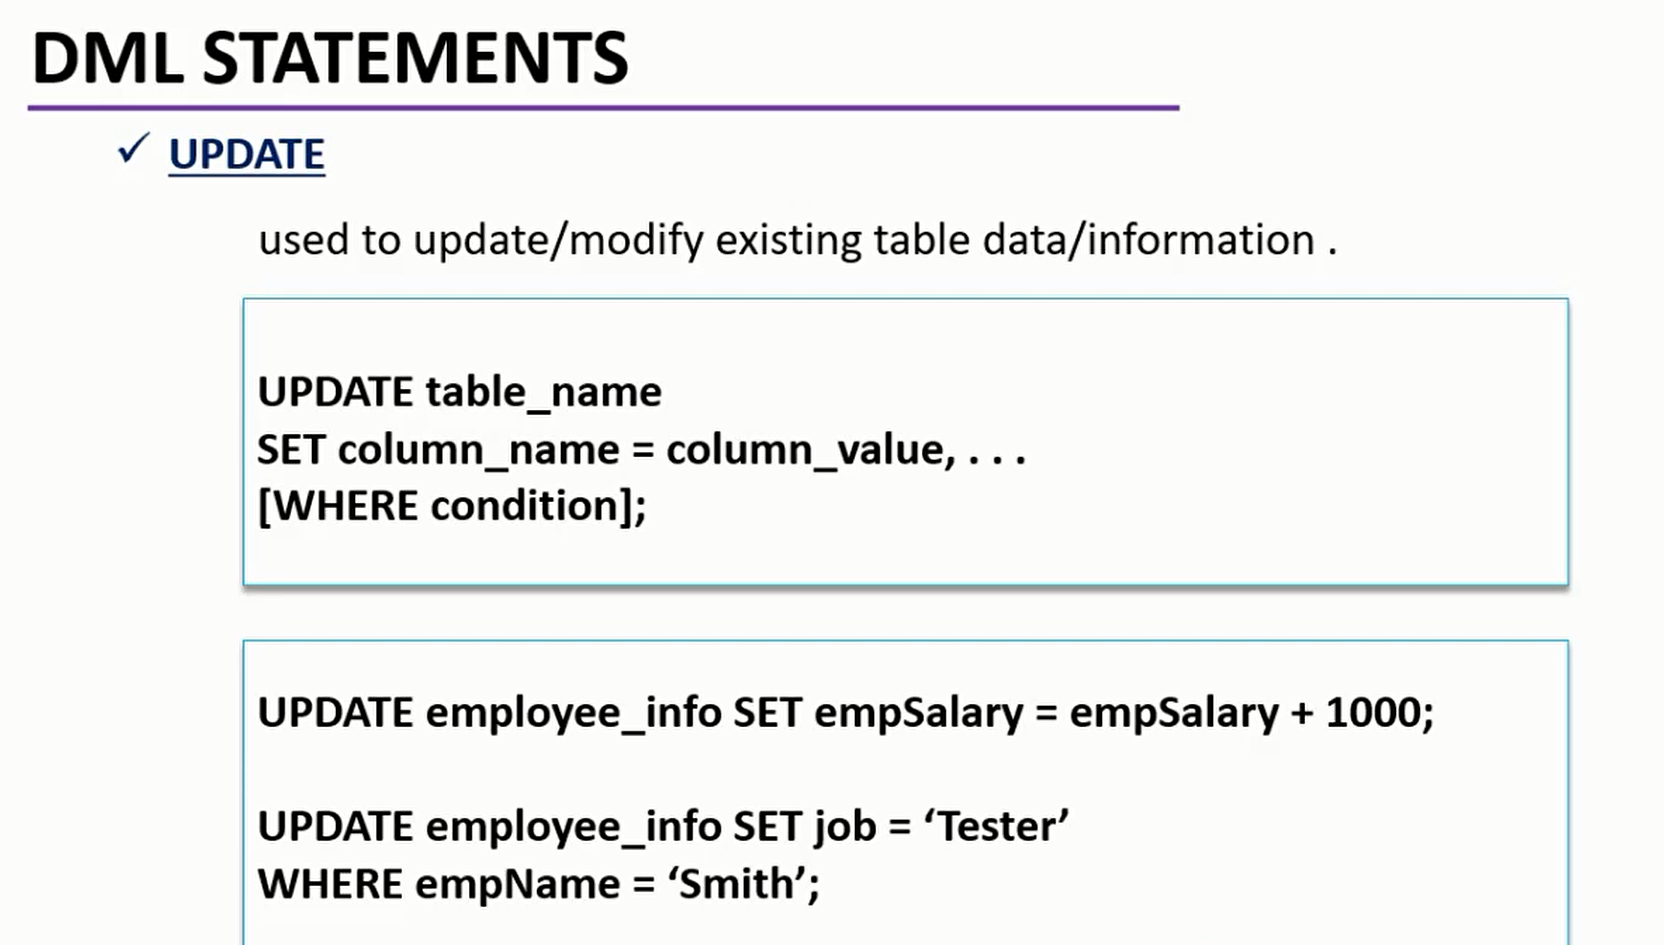 DML STATEMENTS
✓ UPDATE
used to update/modify existing table data/information .
UPDATE table_name
SET column_name = column_value, . . .
[WHERE condition];
UPDATE employee_info SET empSalary = empSalary + 1000;
UPDATE employee_info SET job = ‘Tester’
WHERE empName = ‘Smith’;